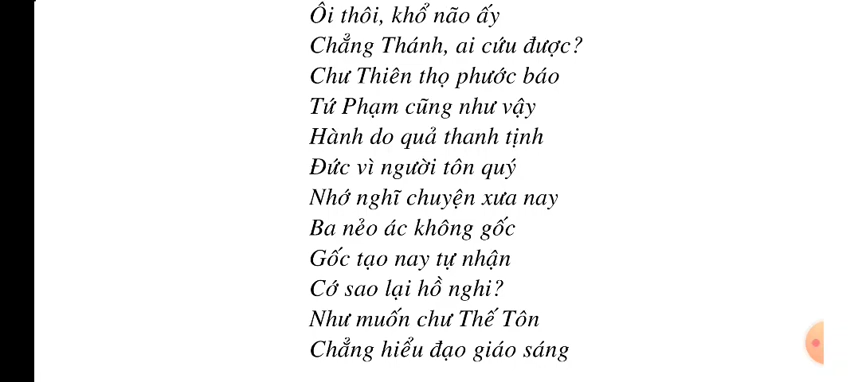 Ôi thôi, khổ não ấy
Chẳng Thánh, ai cứu được?
Chư Thiên thọ phước báo
Tứ Phạm cũng như vậy
Hành do quả thanh tịnh
Đức vì người tôn quý
Nhớ nghĩ chuyện xưa nay
Ba nẻo ác không gốc
Gốc tạo nay tự nhận
Cớ sao lại hồ nghi?
Như muốn chư Thế Tôn
Chẳng hiểu đạo giáo sáng